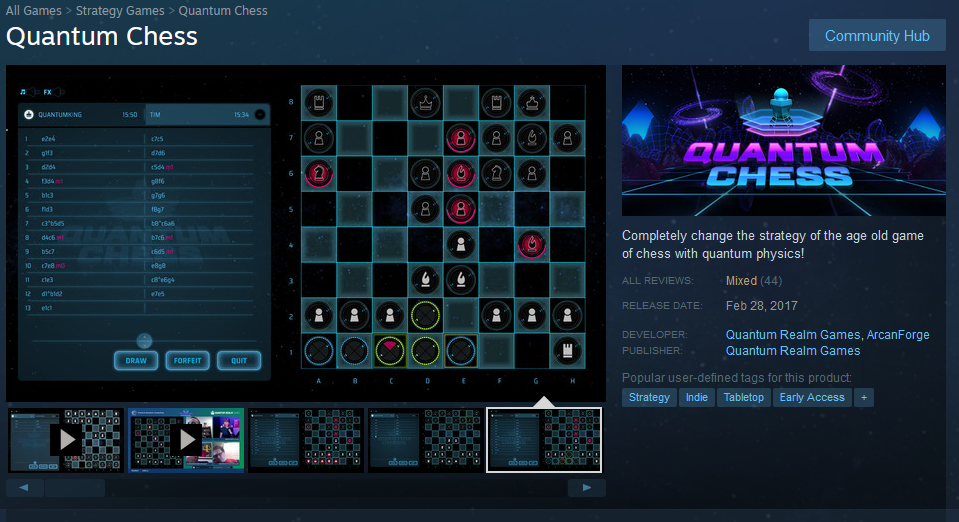 All Games > Strategy Games > Quantum Chess
Quantum Chess
Community Hub
FX
QUANTUMKING 15:50 TIM 15:34
1 e2e4 c7c5
2 g1f3 d7d6
3 d2d4 c5d4 m1
4 f3d4 m1 g8f6
5 b1c3 g7g6
6 f1d3 f8g7
7 c3^b5d5 b8^c6a6
8 d4c6 b7c6
9 b5c7 c6d5
10 c7e8 e8g8
11 c1e3 c8^e6g4
12 d1^b1d2 e7e5
13 e1c1
DRAW FORFEIT QUIT
8
7
6
5
4
3
2
1
A B C D E F G H
QUANTUM
CHESS
Completely change the strategy of the age old game
of chess with quantum physics!
ALL REVIEWS: Mixed (44)
RELEASE DATE: Feb 28, 2017
DEVELOPER: Quantum Realm Games, ArcanForge
PUBLISHER: Quantum Realm Games
Popular user-defined tags for this product:
Strategy Indie Tabletop Early Access +